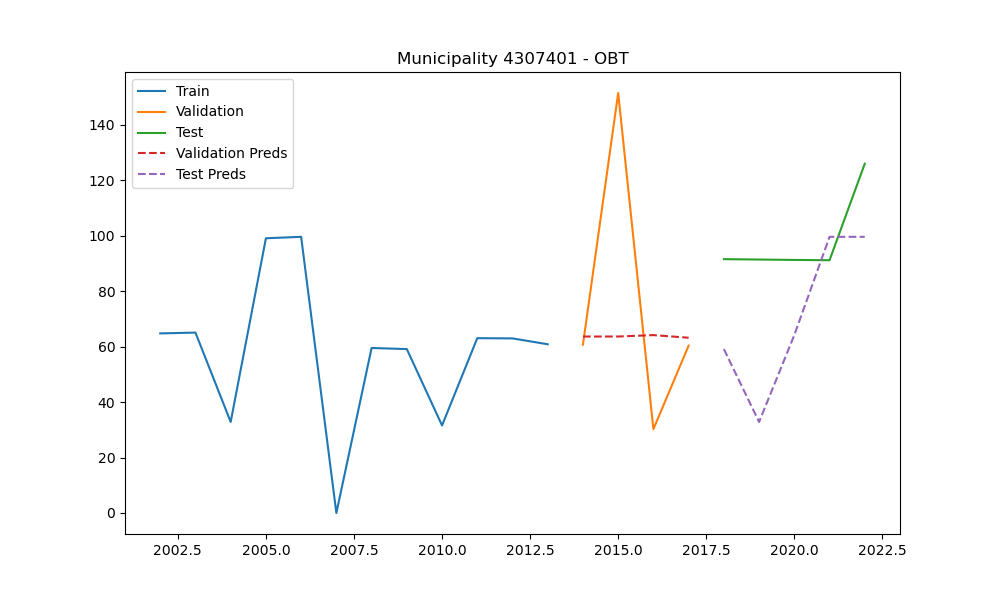 Municipality 4307401 - OBT
Train
Validation
Test
Validation Preds
Test Preds
140
120
100
80
60
40
20
0
2002.5 2005.0 2007.5 2010.0 2012.5 2015.0 2017.5 2020.0 2022.5